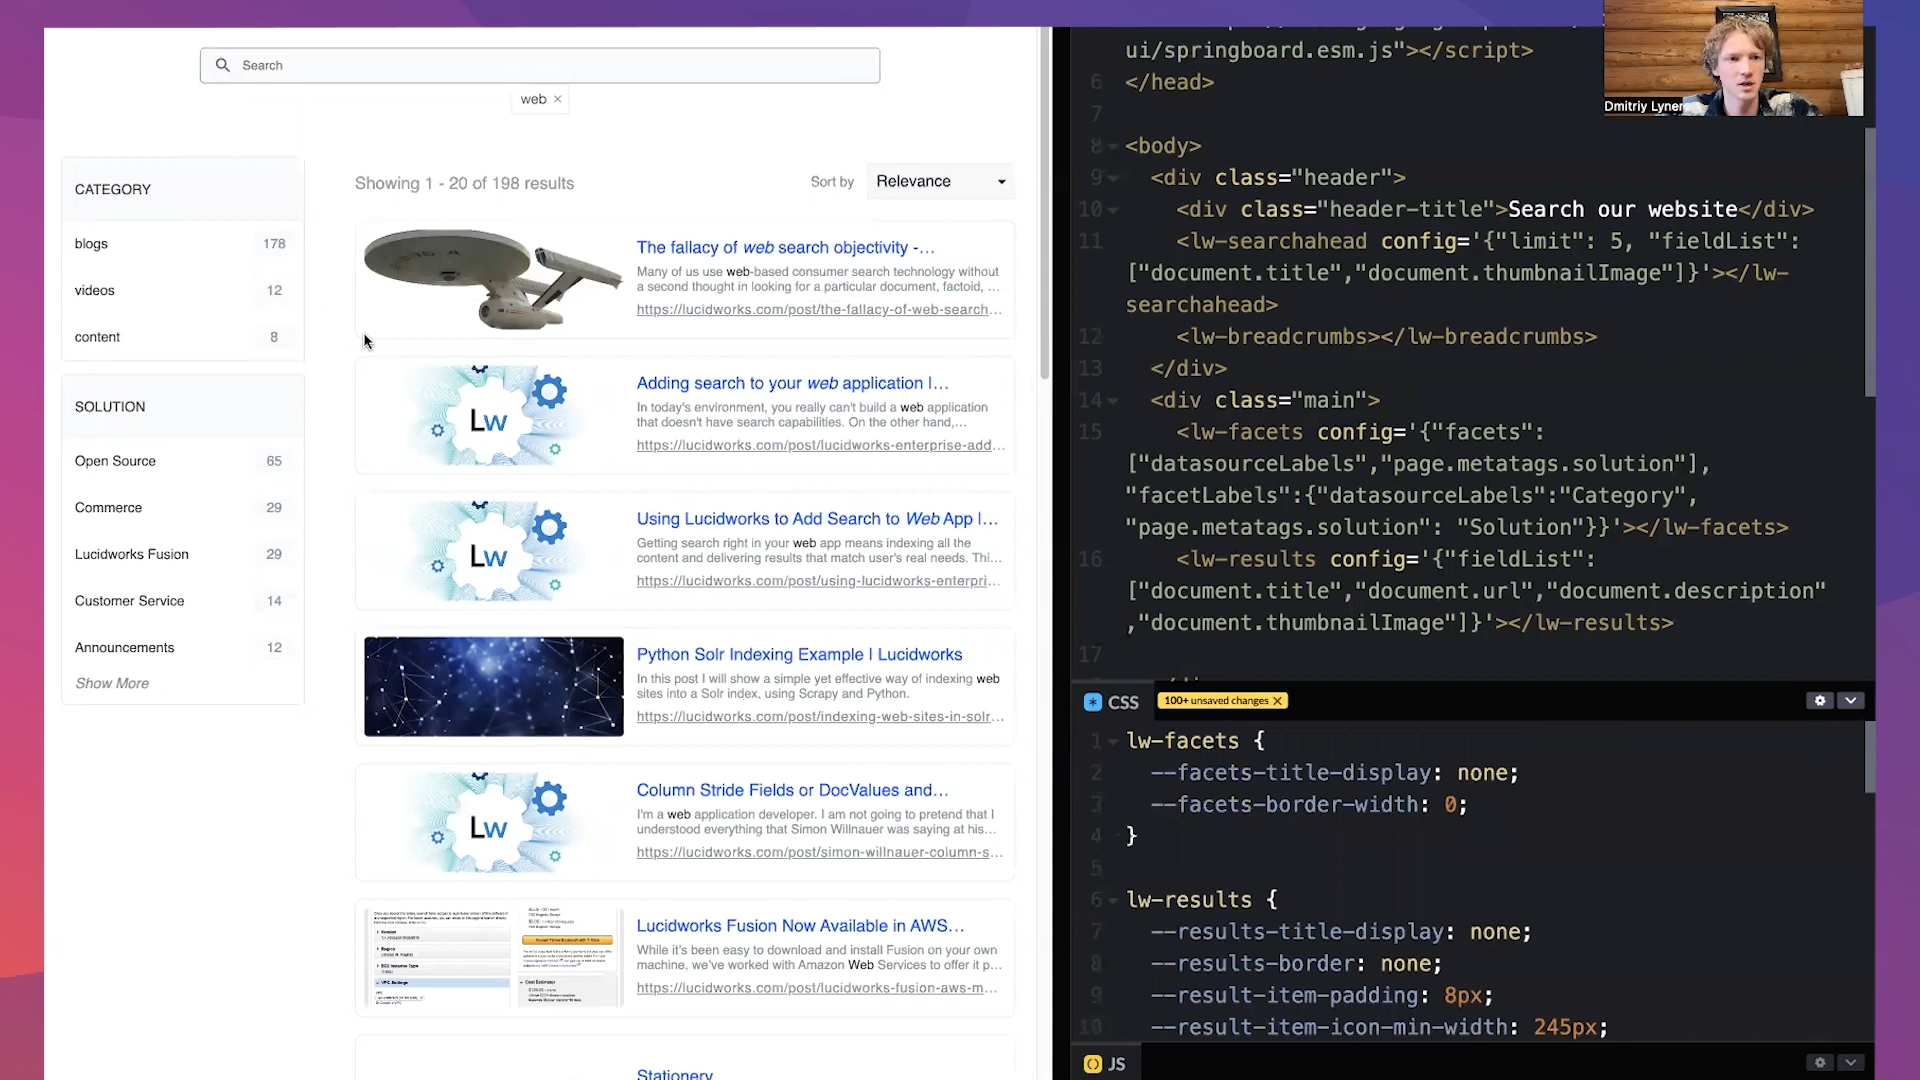 Search
web ×
CATEGORY
blogs 178
videos 12
content 8
SOLUTION
Open Source 65
Commerce 29
Lucidworks Fusion 29
Customer Service 14
Announcements 12
Show More
Showing 1 - 20 of 198 results
Sort by Relevance
The fallacy of web search objectivity -…
Many of us use web-based consumer search technology without
a second thought in looking for a particular document, factoid, …
https://lucidworks.com/post/the-fallacy-of-web-search…
Lw
Adding search to your web application |…
In today's environment, you really can't build a web application
that doesn't have search capabilities. On the other hand,…
https://lucidworks.com/post/lucidworks-enterprise-add…
Lw
Using Lucidworks to Add Search to Web App |…
Getting search right in your web app means indexing all the
content and delivering results that match user's real needs. Thi…
https://lucidworks.com/post/using-lucidworks-enterpri…
Python Solr Indexing Example | Lucidworks
In this post I will show a simple yet effective way of indexing web
sites into a Solr index, using Scrapy and Python.
https://lucidworks.com/post/indexing-web-sites-in-solr…
Lw
Column Stride Fields or DocValues and…
I'm a web application developer. I am not going to pretend that I
understood everything that Simon Willnauer was saying at his…
https://lucidworks.com/post/simon-willnauer-column-s…
Lucidworks Fusion Now Available in AWS…
While it's been easy to download and install Fusion on your own
machine, we've worked with Amazon Web Services to offer it p…
https://lucidworks.com/post/lucidworks-fusion-aws-m…
Stationery
ui/springboard.esm.js"></script>
6 </head>
7
8 <body>
9 <div class="header">
10 <div class="header-title">Search our website</div>
11 <lw-searchahead config='{"limit": 5, "fieldList":
["document.title","document.thumbnailImage"]}'></lw-
searchahead>
12 <lw-breadcrumbs></lw-breadcrumbs>
13 </div>
14 <div class="main">
15 <lw-facets config='{"facets":
["datasourceLabels","page.metatags.solution"],
"facetLabels":{"datasourceLabels":"Category",
"page.metatags.solution": "Solution"}}'></lw-facets>
16 <lw-results config='{"fieldList":
["document.title","document.url","document.description"
,"document.thumbnailImage"]}'></lw-results>
17
CSS 100+ unsaved changes ×
1 lw-facets {
2 --facets-title-display: none;
3 --facets-border-width: 0;
4 }
5
6 lw-results {
7 --results-title-display: none;
8 --results-border: none;
9 --result-item-padding: 8px;
10 --result-item-icon-min-width: 245px;
JS
Dmitriy